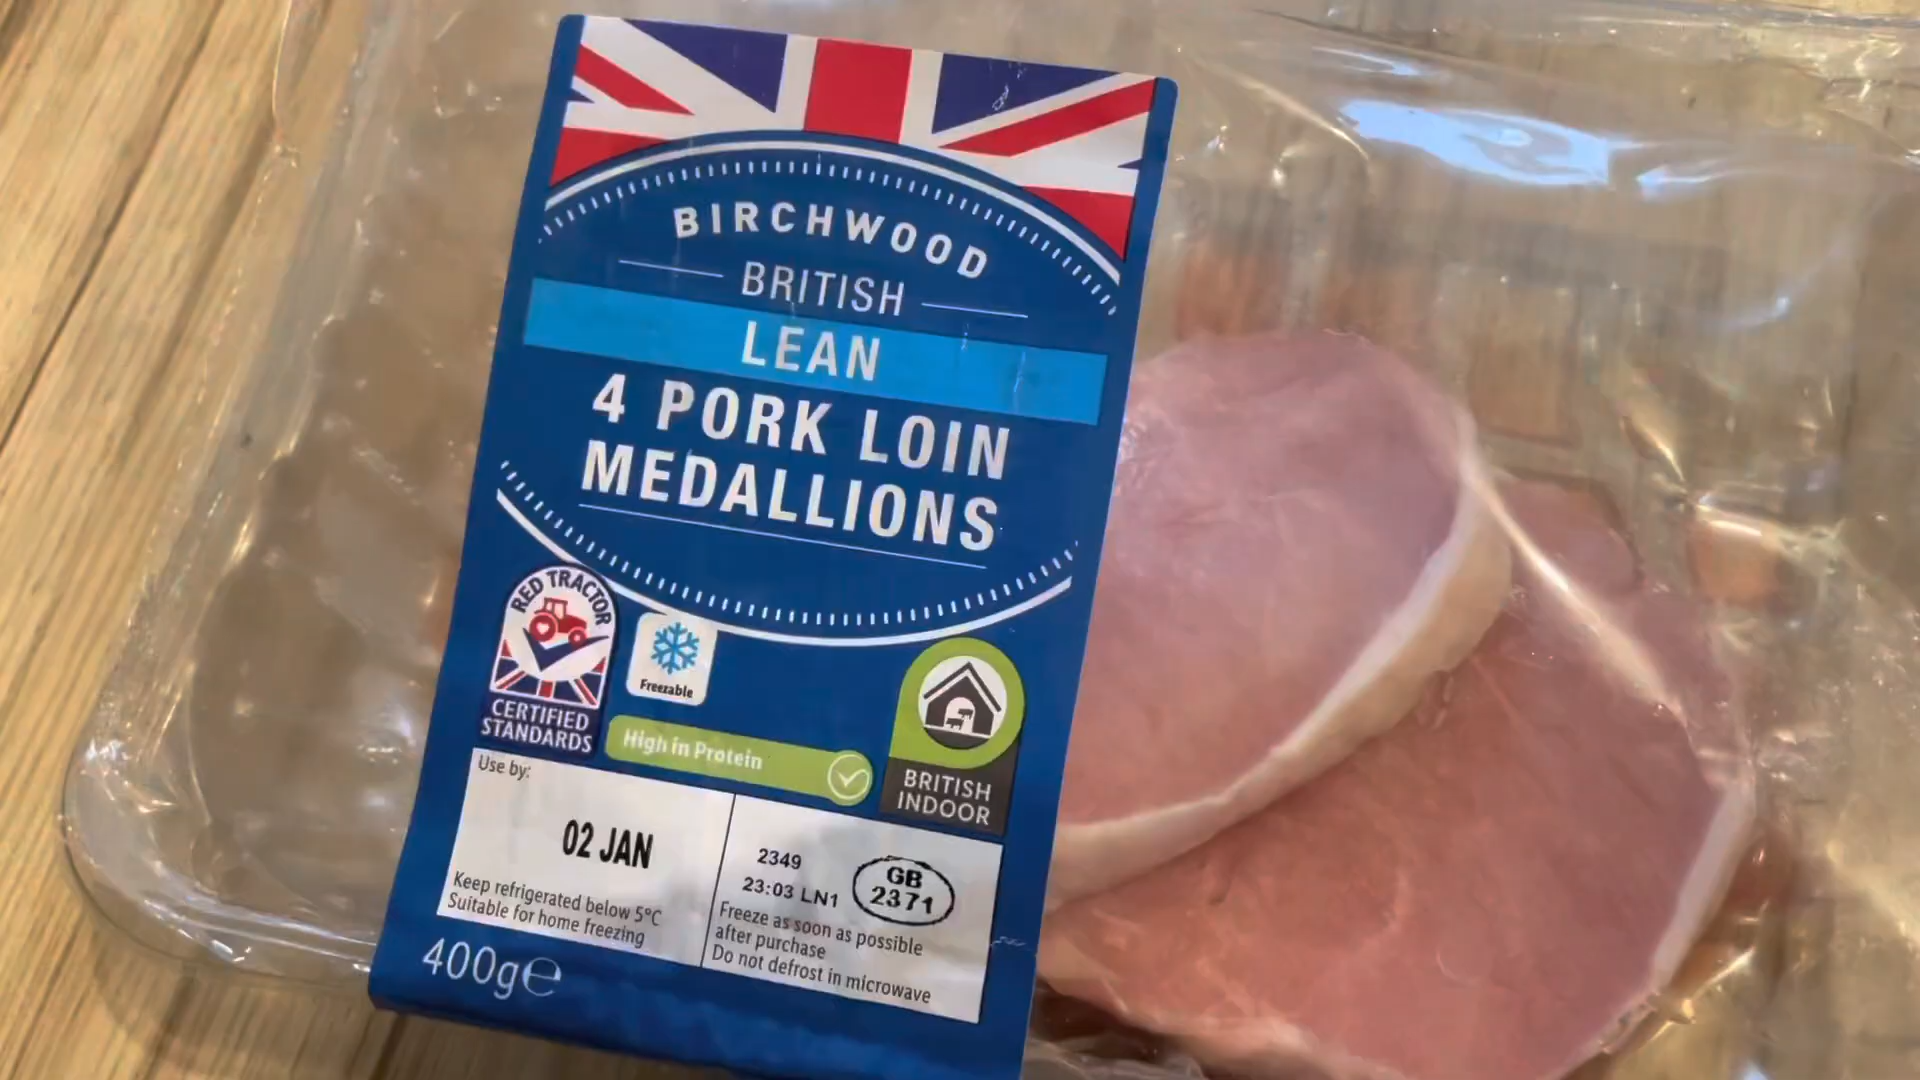 BIRCHWOOD
BRITISH
LEAN
4 PORK LOIN
MEDALLIONS
RED TRACTOR
CERTIFIED
STANDARDS
Freezable
High in Protein
BRITISH
INDOOR
Use by:
02 JAN
Keep refrigerated below 5°C
Suitable for home freezing
2349
23:03 LN1
GB
2371
Freeze as soon as possible
after purchase
Do not defrost in microwave
400g℮